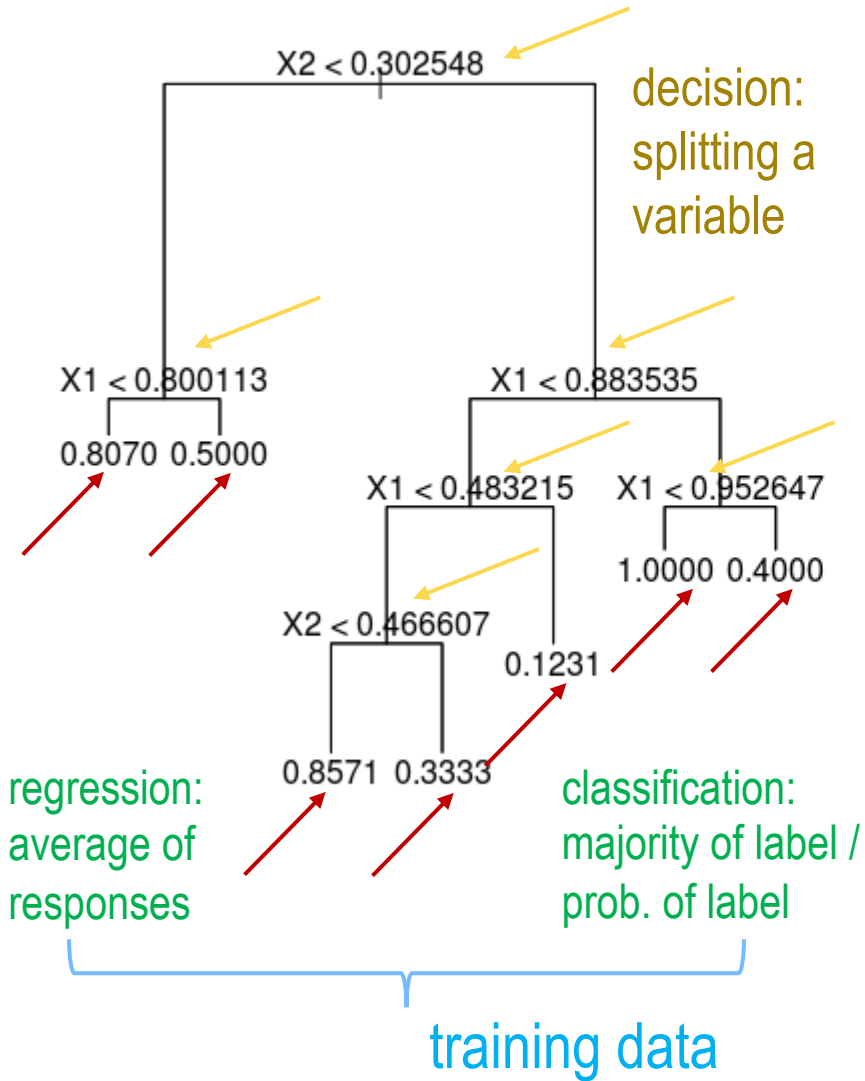 X2 < 0.302548
decision:
splitting a
variable
X1 < 0.800113
X1 < 0.883535
0.8070 0.5000
X1 < 0.483215
X1 < 0.952647
1.0000 0.4000
X2 < 0.466607
0.1231
0.8571 0.3333
regression:
average of
responses
classification:
majority of label /
prob. of label
training data